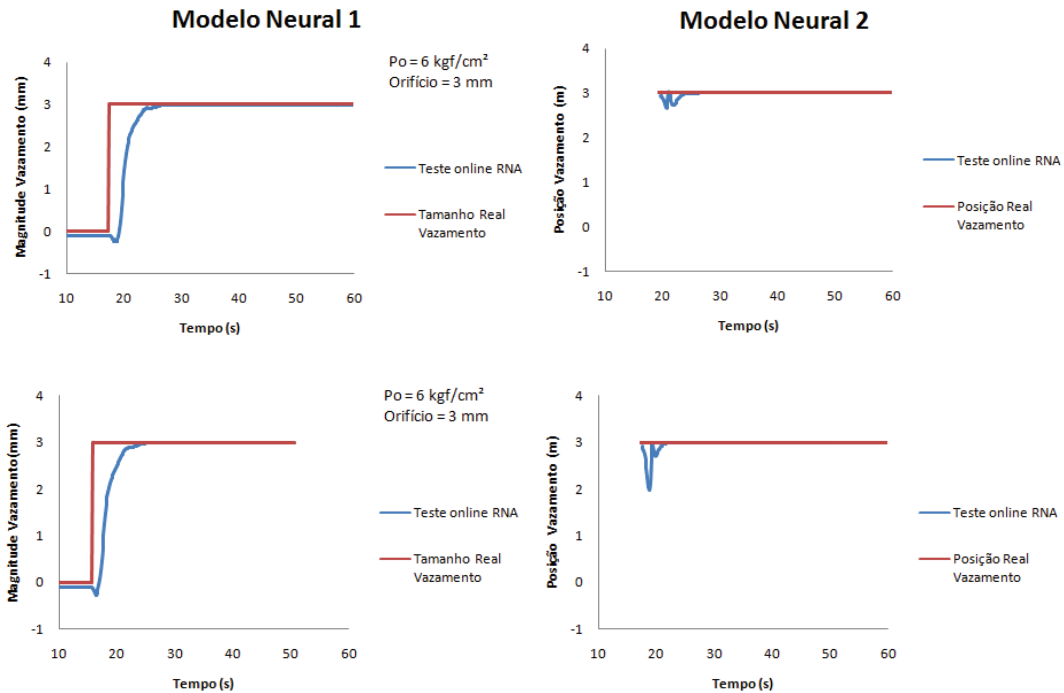 Modelo Neural 1
Modelo Neural 2
Po = 6 kgf/cm²
Orifício = 3 mm
Magnitude Vazamento (mm)
4
3
2
1
0
-1
10 20 30 40 50 60
Tempo (s)
Teste online RNA
Tamanho Real
Vazamento
Posição Vazamento (m)
4
3
2
1
0
-1
10 20 30 40 50 60
Tempo (s)
Teste online RNA
Posição Real
Vazamento
Po = 6 kgf/cm²
Orifício = 3 mm
Magnitude Vazamento(mm)
4
3
2
1
0
-1
10 20 30 40 50 60
Tempo (s)
Teste online RNA
Tamanho Real
Vazamento
Posição Vazamento (m)
4
3
2
1
0
-1
10 20 30 40 50 60
Tempo (s)
Teste online RNA
Posição Real
Vazamento